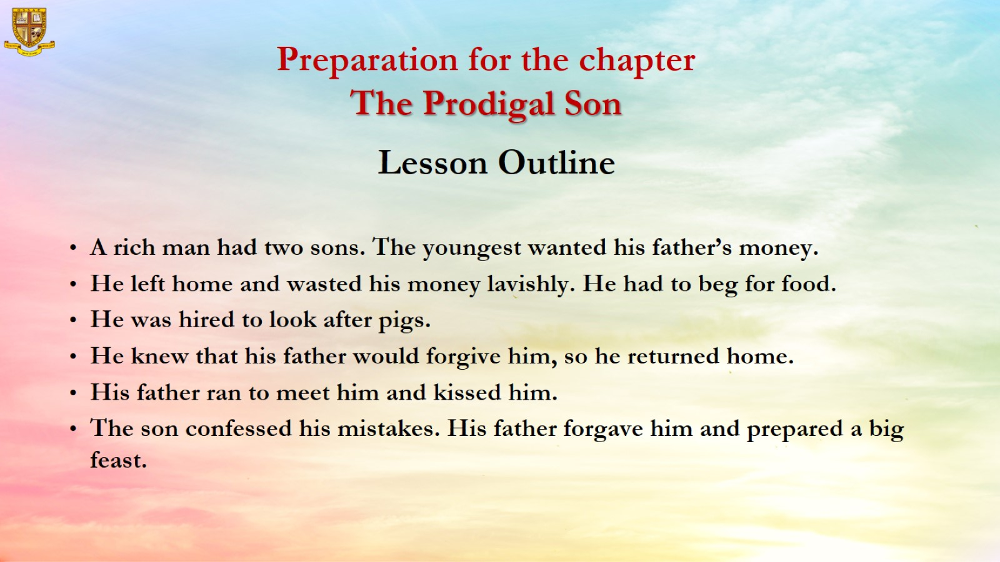 Preparation for the chapter
The Prodigal Son
Lesson Outline
• A rich man had two sons. The youngest wanted his father’s money.
• He left home and wasted his money lavishly. He had to beg for food.
• He was hired to look after pigs.
• He knew that his father would forgive him, so he returned home.
• His father ran to meet him and kissed him.
• The son confessed his mistakes. His father forgave him and prepared a big
feast.